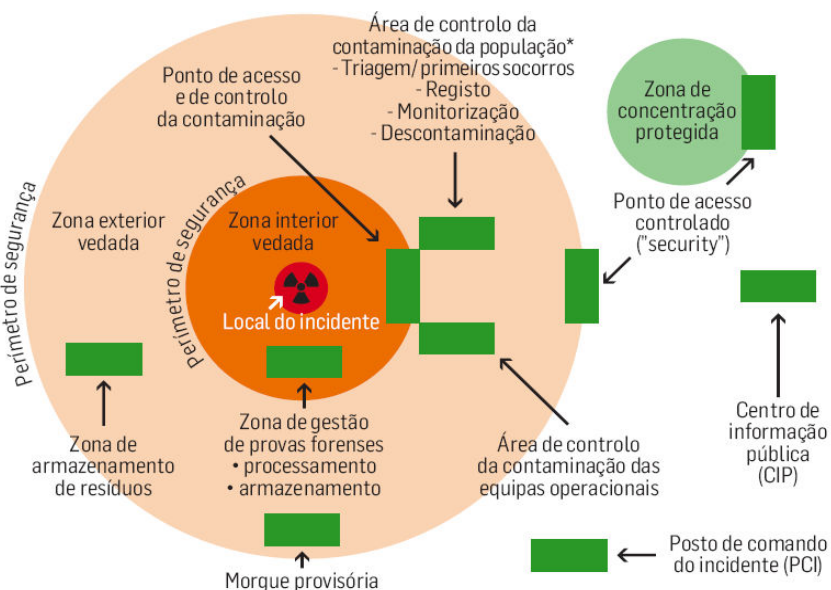 Área de controlo da
contaminação da população*
- Triagem/ primeiros socorros
- Registo
- Monitorização
- Descontaminação
Ponto de acesso
e de controlo
da contaminação
Zona de
concentração
protegida
Perímetro de segurança
Zona exterior
vedada
Perímetro de segurança
Zona interior
vedada
Local do incidente
Ponto de acesso
controlado
("security")
Zona de
armazenamento
de resíduos
Zona de gestão
de provas forenses
• processamento
• armazenamento
Área de controlo
da contaminação das
equipas operacionais
Centro de
informação
pública
(CIP)
Morgue provisória
Posto de comando
do incidente (PCI)